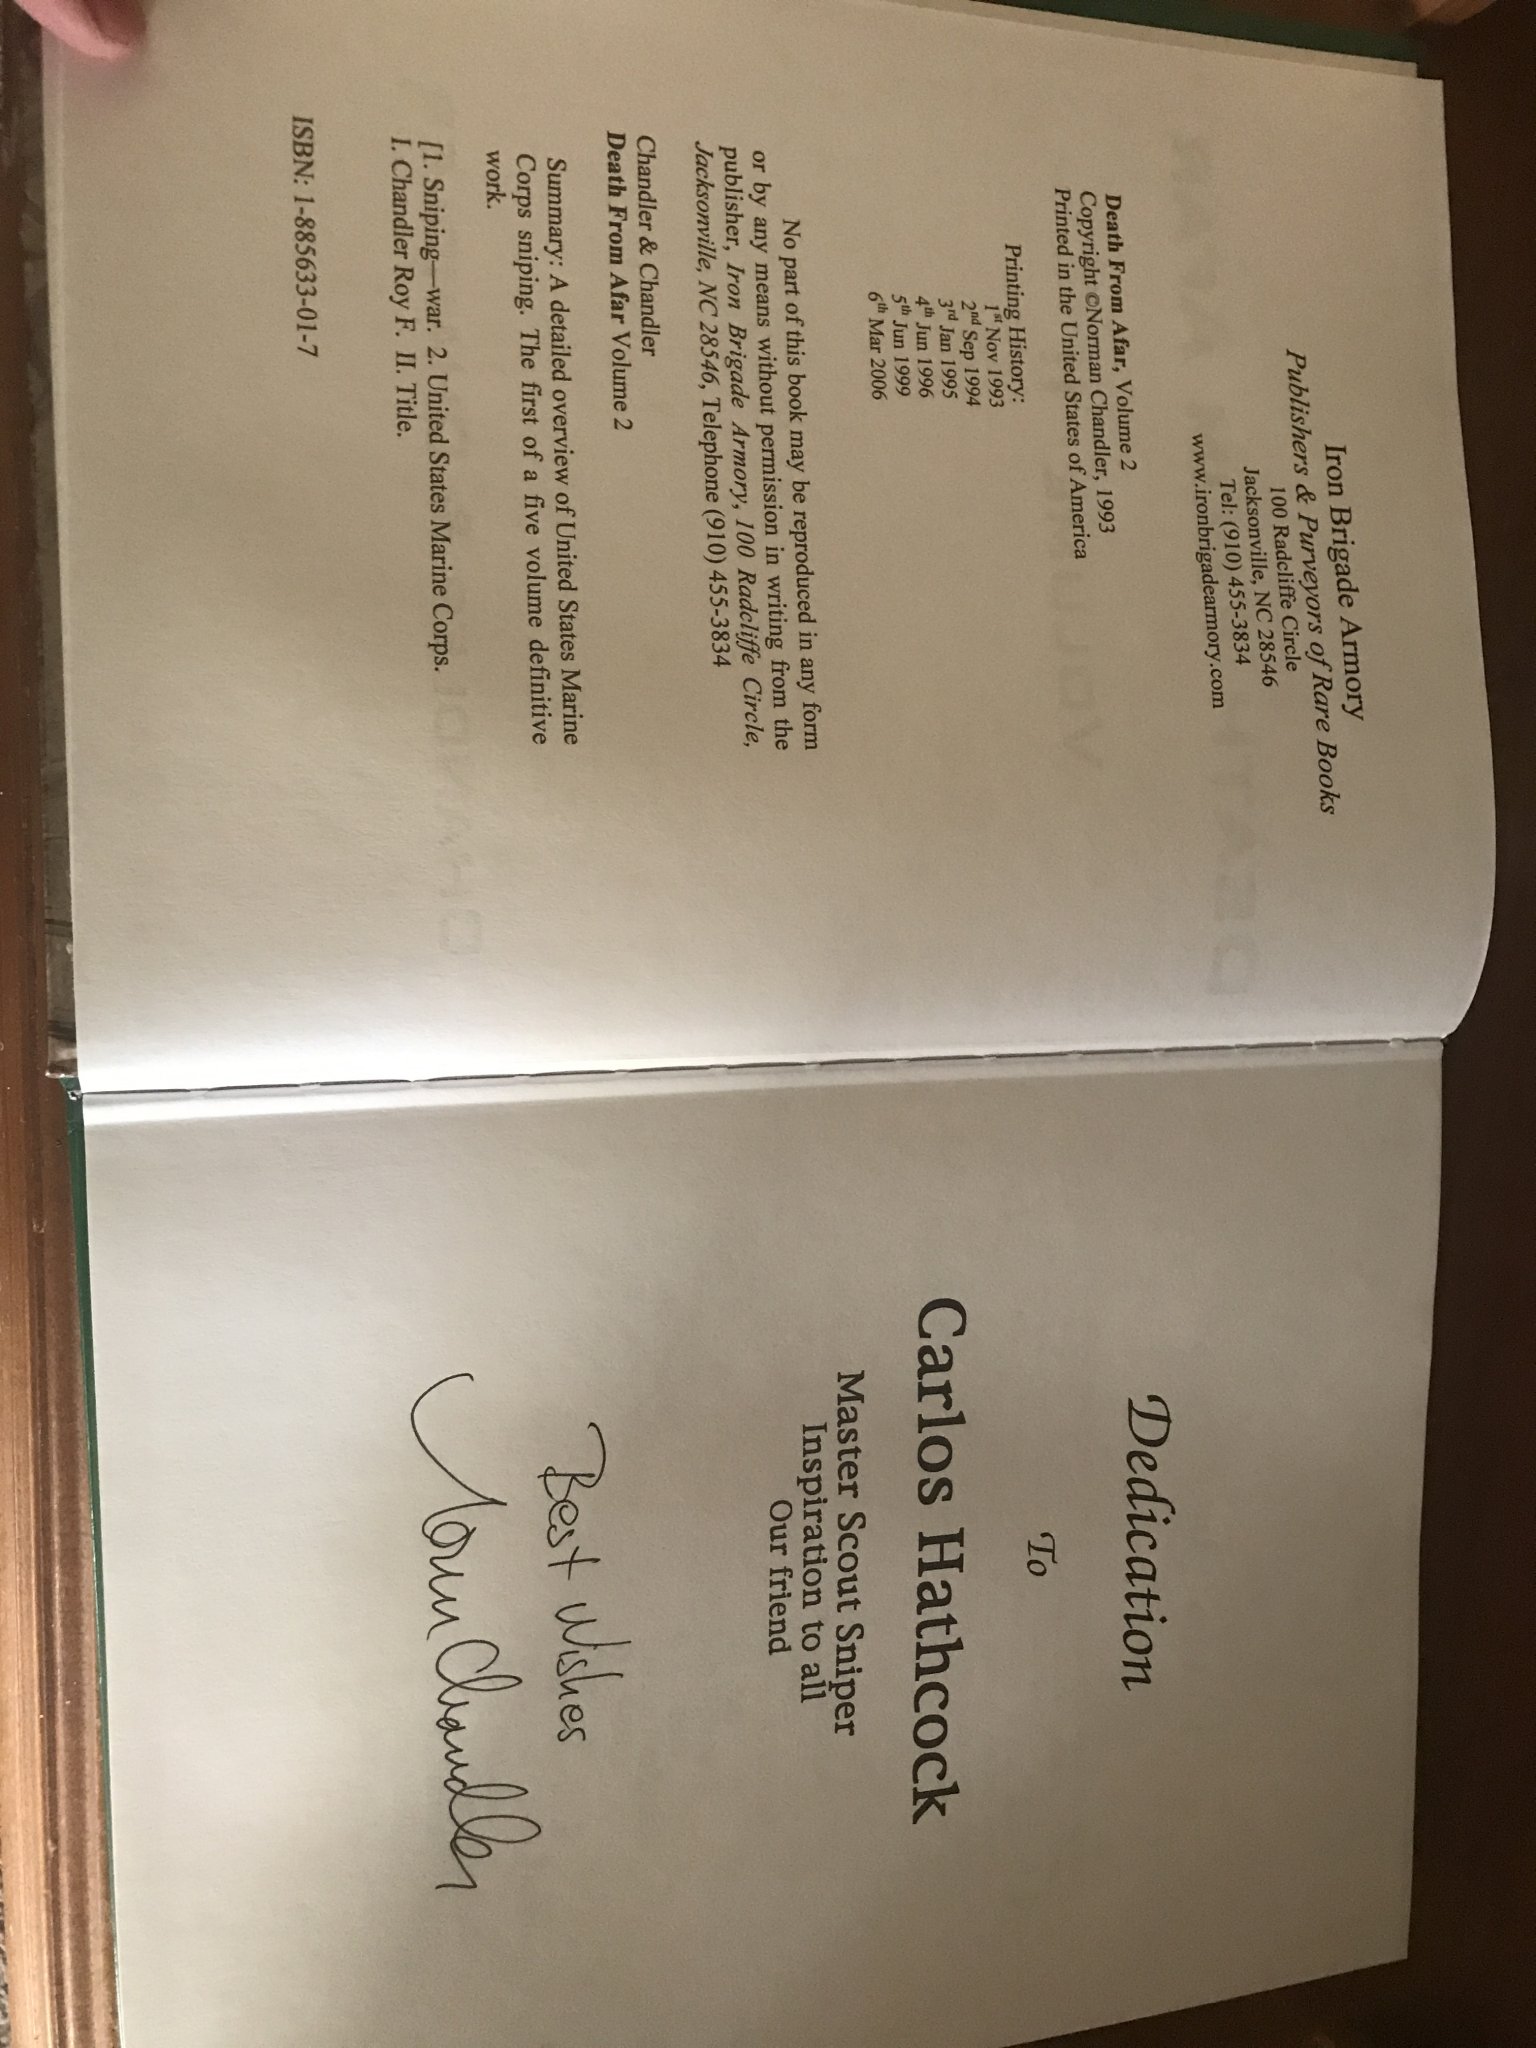 Iron Brigade Armory
Publishers & Purveyors of Rare Books
100 Radcliffe Circle
Jacksonville, NC 28546
Tel: (910) 455-3834
www.ironbrigadearmory.com
Death From Afar, Volume 2
Copyright ©Norman Chandler, 1993
Printed in the United States of America
Printing History:
1st Nov 1993
2nd Sep 1994
3rd Jan 1995
4th Jun 1996
5th Jun 1999
6th Mar 2006
No part of this book may be reproduced in any form
or by any means without permission in writing from the
publisher, Iron Brigade Armory, 100 Radcliffe Circle,
Jacksonville, NC 28546, Telephone (910) 455-3834
Chandler & Chandler
Death From Afar Volume 2
Summary: A detailed overview of United States Marine
Corps sniping. The first of a five volume definitive
work.
[1. Sniping—war. 2. United States Marine Corps.
I. Chandler Roy F. II. Title.
ISBN: 1-885633-01-7
Dedication
To
Carlos Hathcock
Master Scout Sniper
Inspiration to all
Our friend
Best Wishes
Norm Chandler